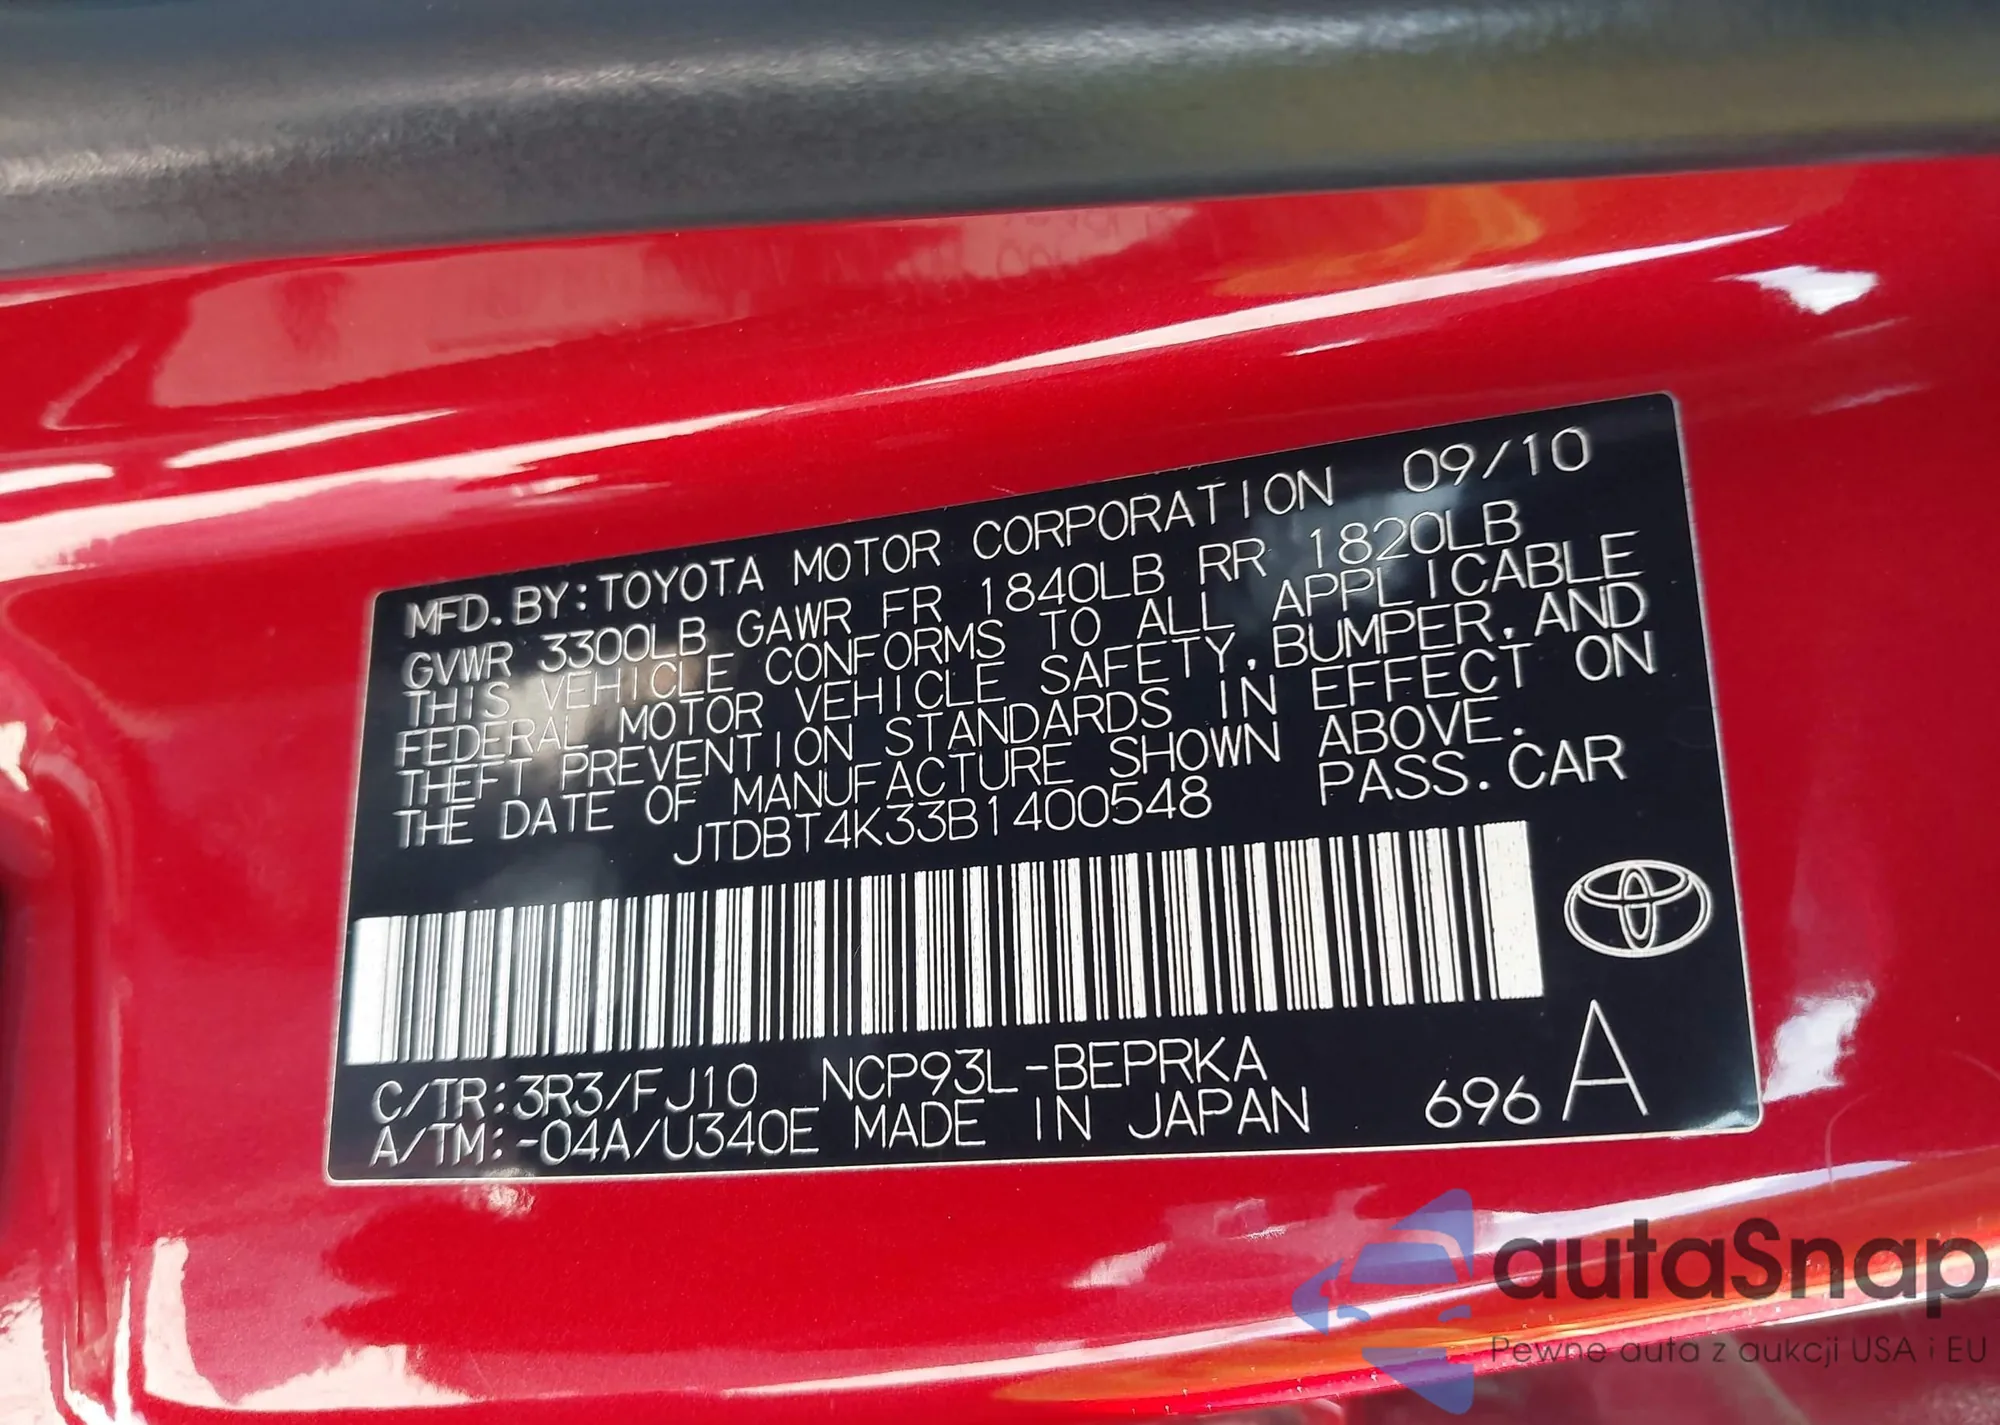 MFD. BY: TOYOTA MOTOR CORPORATION 09/10
GVWR 3300LB GAWR FR 1840LB RR 1820LB
THIS VEHICLE CONFORMS TO ALL APPLICABLE
FEDERAL MOTOR VEHICLE SAFETY, BUMPER, AND
THEFT PREVENTION STANDARDS IN EFFECT ON
THE DATE OF MANUFACTURE SHOWN ABOVE.
JTDBT4K33B1400548 PASS. CAR
C/TR: 3R3/FJ10 NCP93L-BEPRKA
A/TM: -04A/U340E MADE IN JAPAN 696 A
autaSnap
Pewne auta z aukcji USA i EU